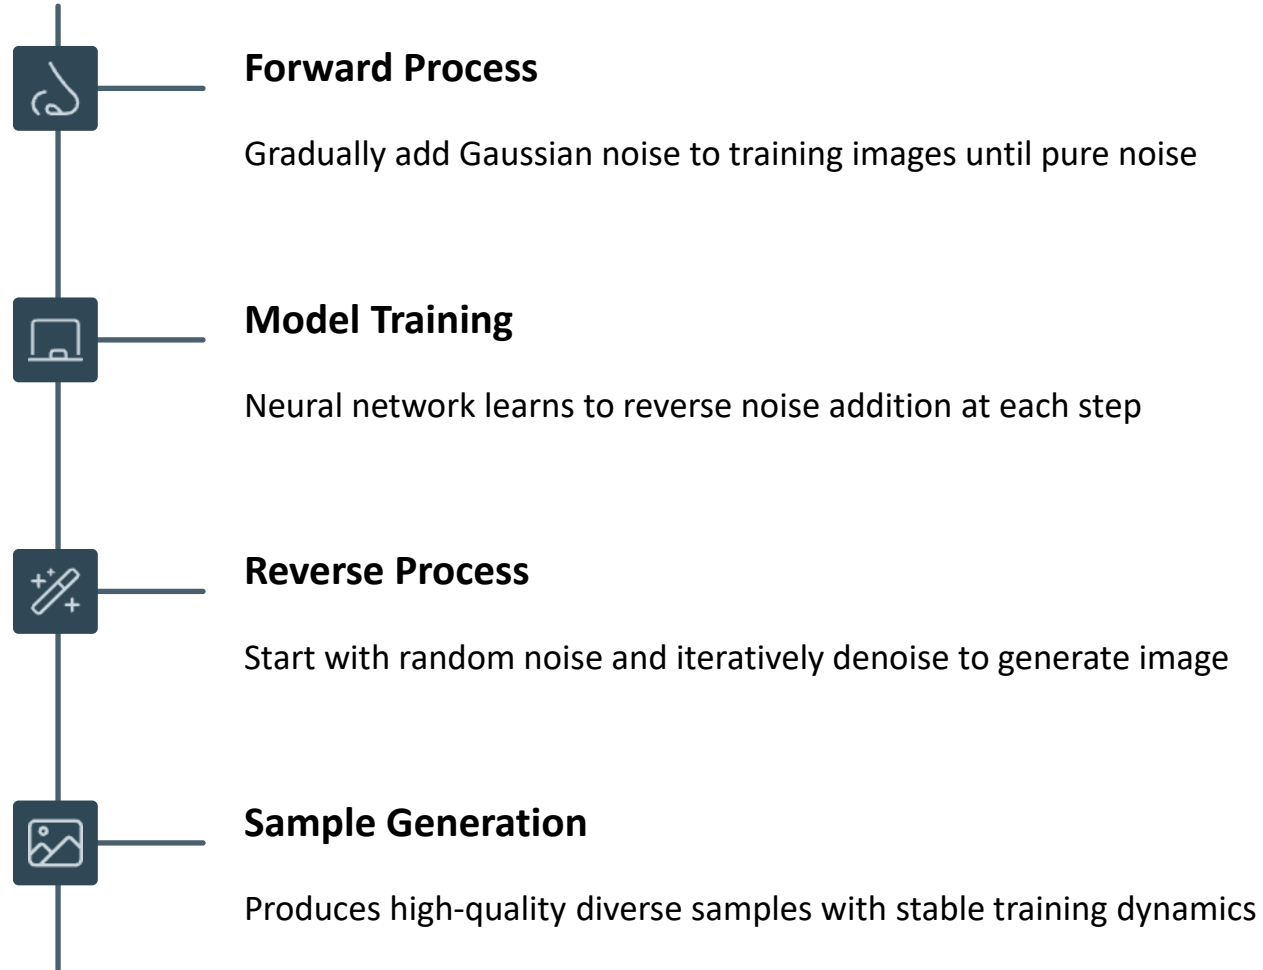 Forward Process
Gradually add Gaussian noise to training images until pure noise
Model Training
Neural network learns to reverse noise addition at each step
Reverse Process
Start with random noise and iteratively denoise to generate image
Sample Generation
Produces high-quality diverse samples with stable training dynamics